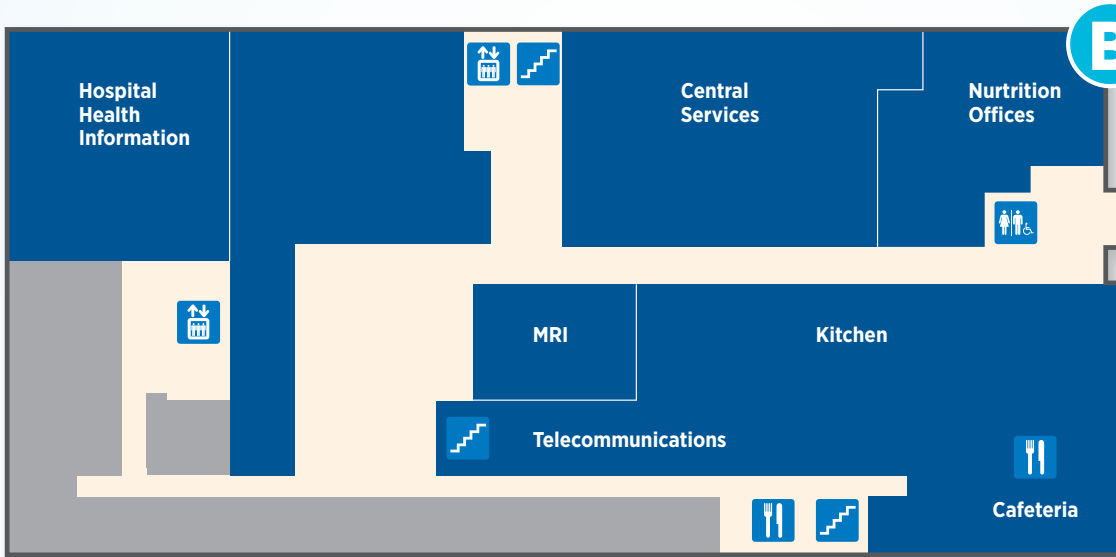 B
Hospital
Health
Information
Central
Services
Nurtrition
Offices
MRI
Kitchen
Telecommunications
Cafeteria